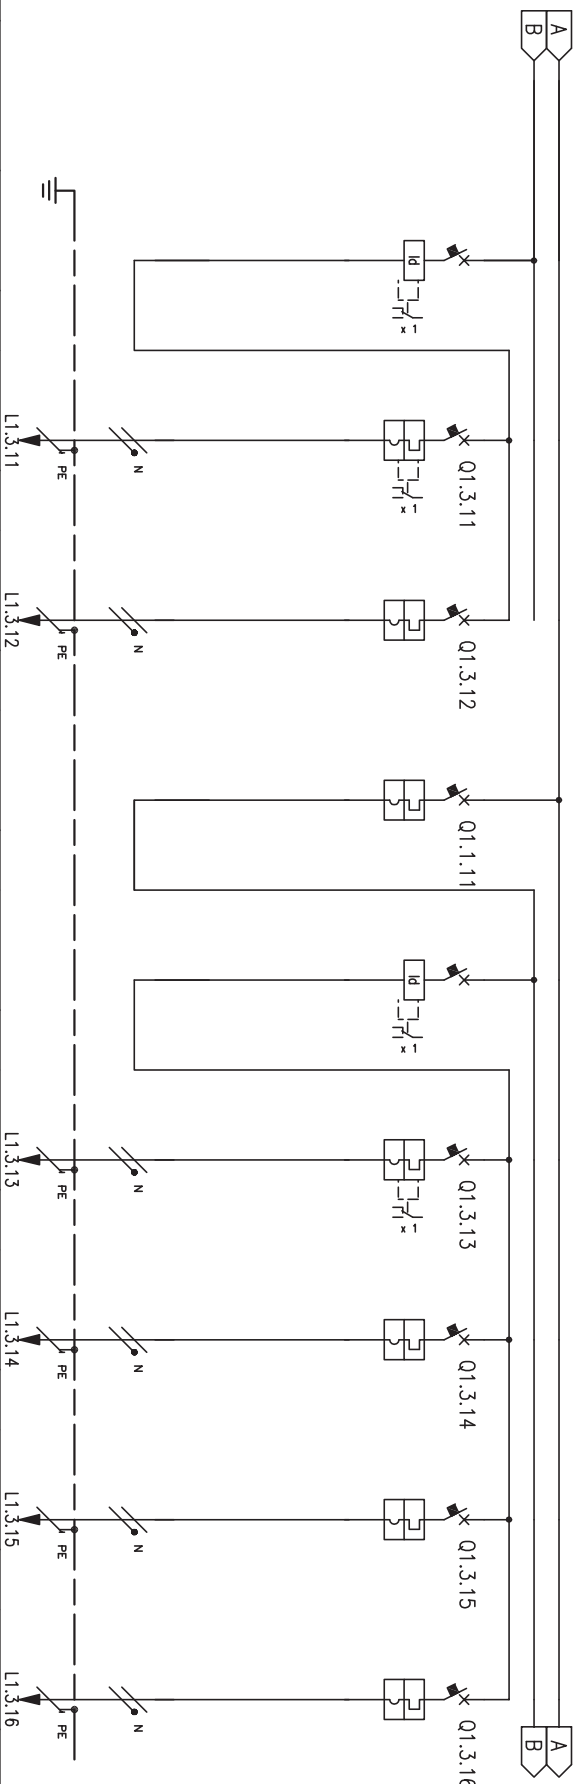 A
B
Id
x 1
Q1.3.11
x 1
N
PE
L1.3.11
Q1.3.12
N
PE
L1.3.12
Q1.1.11
Id
x 1
Q1.3.13
x 1
N
PE
L1.3.13
Q1.3.14
N
PE
L1.3.14
Q1.3.15
N
PE
L1.3.15
Q1.3.16
N
PE
L1.3.16
A
B